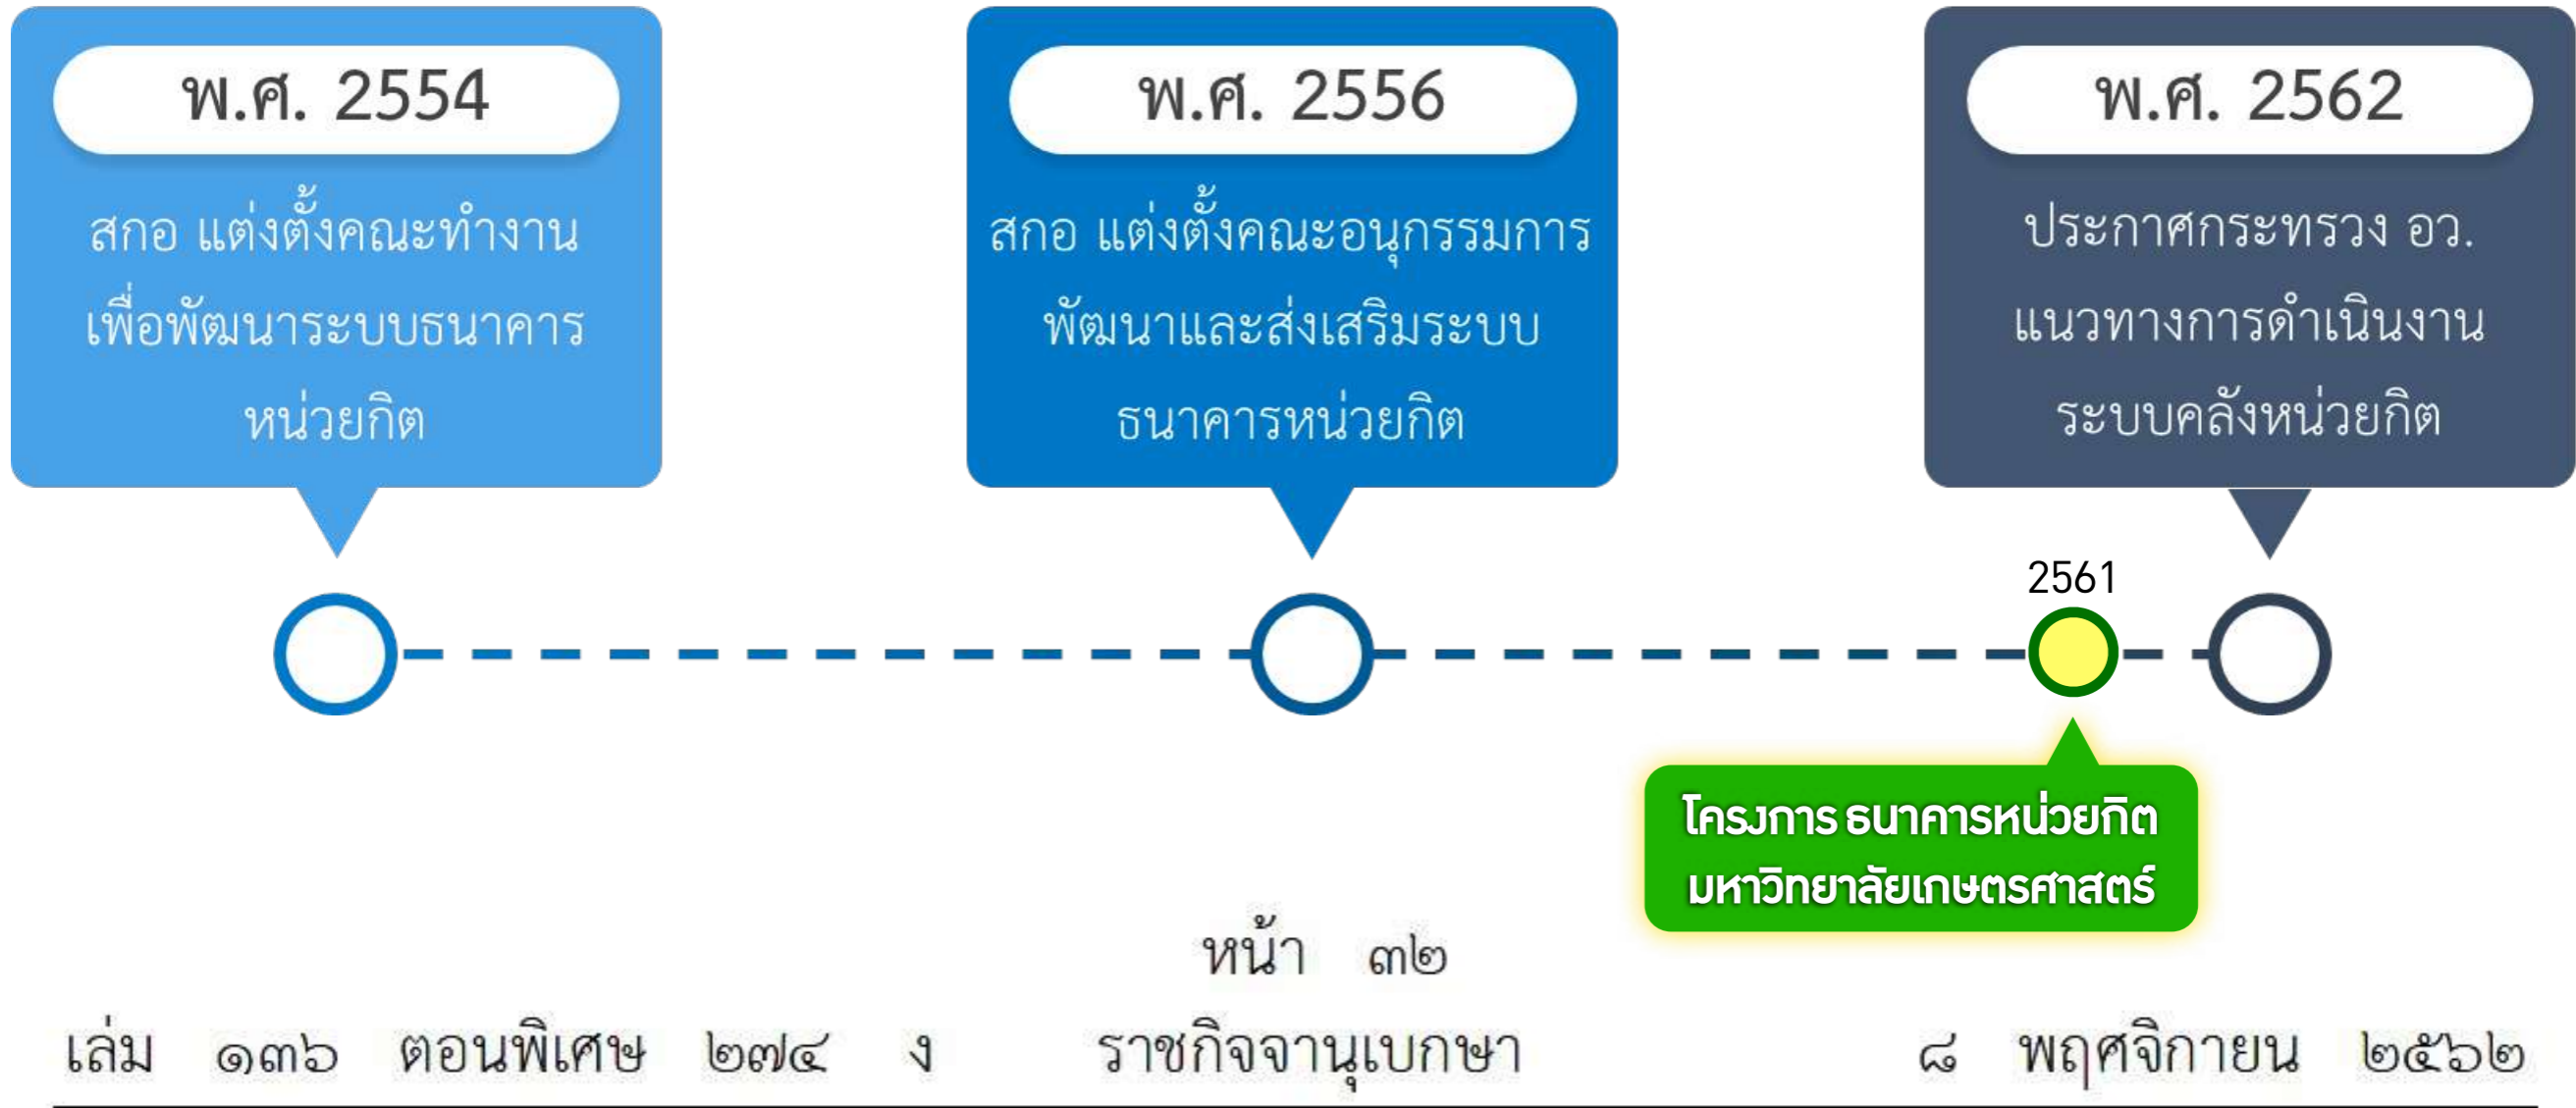 พ.ศ. 2554
สกอ แต่งตั้งคณะทำงาน
เพื่อพัฒนาระบบธนาคาร
หน่วยกิต
พ.ศ. 2556
สกอ แต่งตั้งคณะอนุกรรมการ
พัฒนาและส่งเสริมระบบ
ธนาคารหน่วยกิต
พ.ศ. 2562
ประกาศกระทรวง อว.
แนวทางการดำเนินงาน
ระบบคลังหน่วยกิต
2561
โครงการ ธนาคารหน่วยกิต
มหาวิทยาลัยเกษตรศาสตร์
หน้า ๓๒
เล่ม ๑๓๖ ตอนพิเศษ ๒๗๔ ง ราชกิจจานุเบกษา ๘ พฤศจิกายน ๒๕๖๒